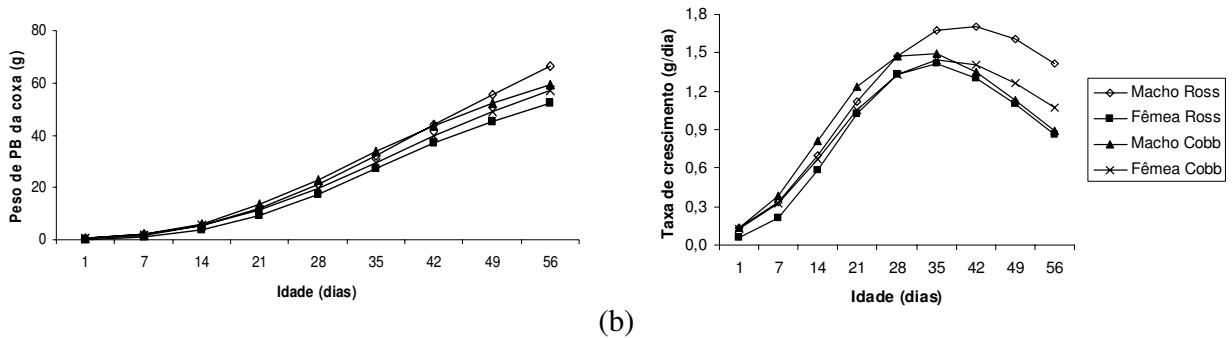 Peso de PB da coxa (g)
80
60
40
20
0
1 7 14 21 28 35 42 49 56
Idade (dias)
Taxa de crescimento (g/dia)
1,8
1,5
1,2
0,9
0,6
0,3
0,0
1 7 14 21 28 35 42 49 56
Idade (dias)
Macho Ross
Fêmea Ross
Macho Cobb
Fêmea Cobb
(b)